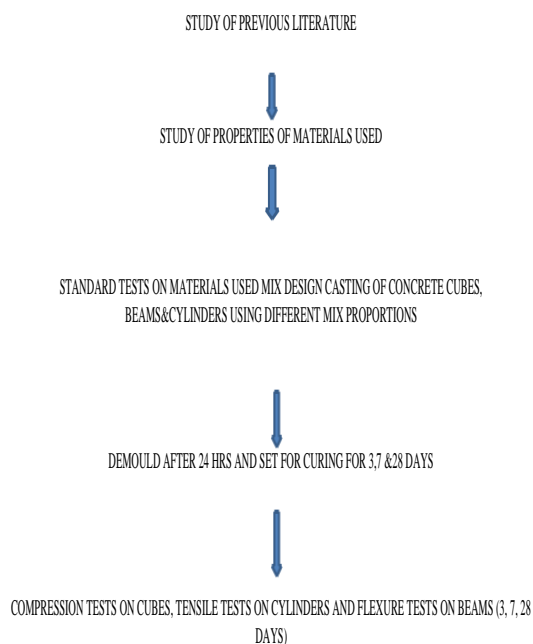 STUDY OF PREVIOUS LITERATURE
STUDY OF PROPERTIES OF MATERIALS USED
STANDARD TESTS ON MATERIALS USED MIX DESIGN CASTING OF CONCRETE CUBES,
BEAMS&CYLINDERS USING DIFFERENT MIX PROPORTIONS
DEMOULD AFTER 24 HRS AND SET FOR CURING FOR 3,7 &28 DAYS
COMPRESSION TESTS ON CUBES, TENSILE TESTS ON CYLINDERS AND FLEXURE TESTS ON BEAMS (3, 7, 28
DAYS)